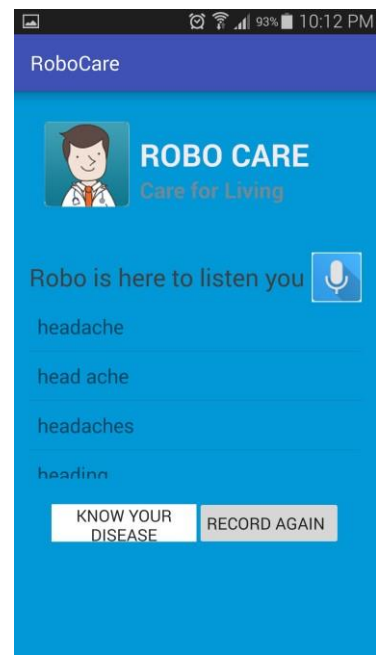 93% 10:12 PM
RoboCare
ROBO CARE
Care for Living
Robo is here to listen you
headache
head ache
headaches
heading
KNOW YOUR
DISEASE
RECORD AGAIN